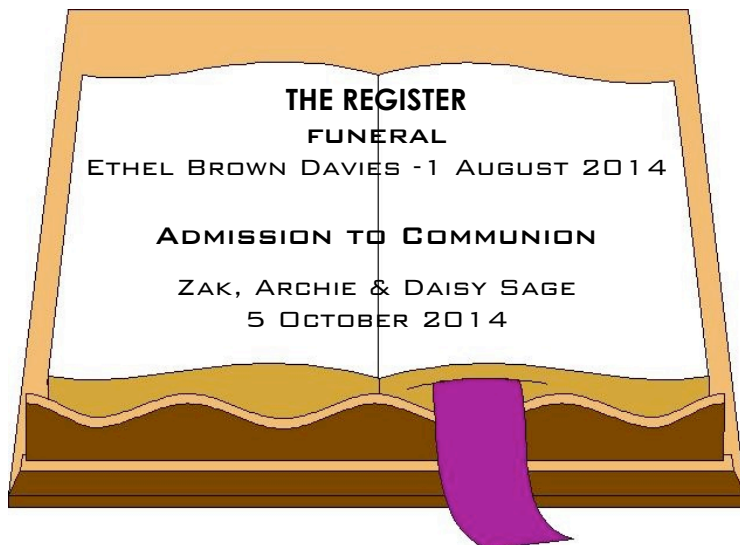 THE REGISTER
FUNERAL
ETHEL BROWN DAVIES -1 AUGUST 2014
ADMISSION TO COMMUNION
ZAK, ARCHIE & DAISY SAGE
5 OCTOBER 2014